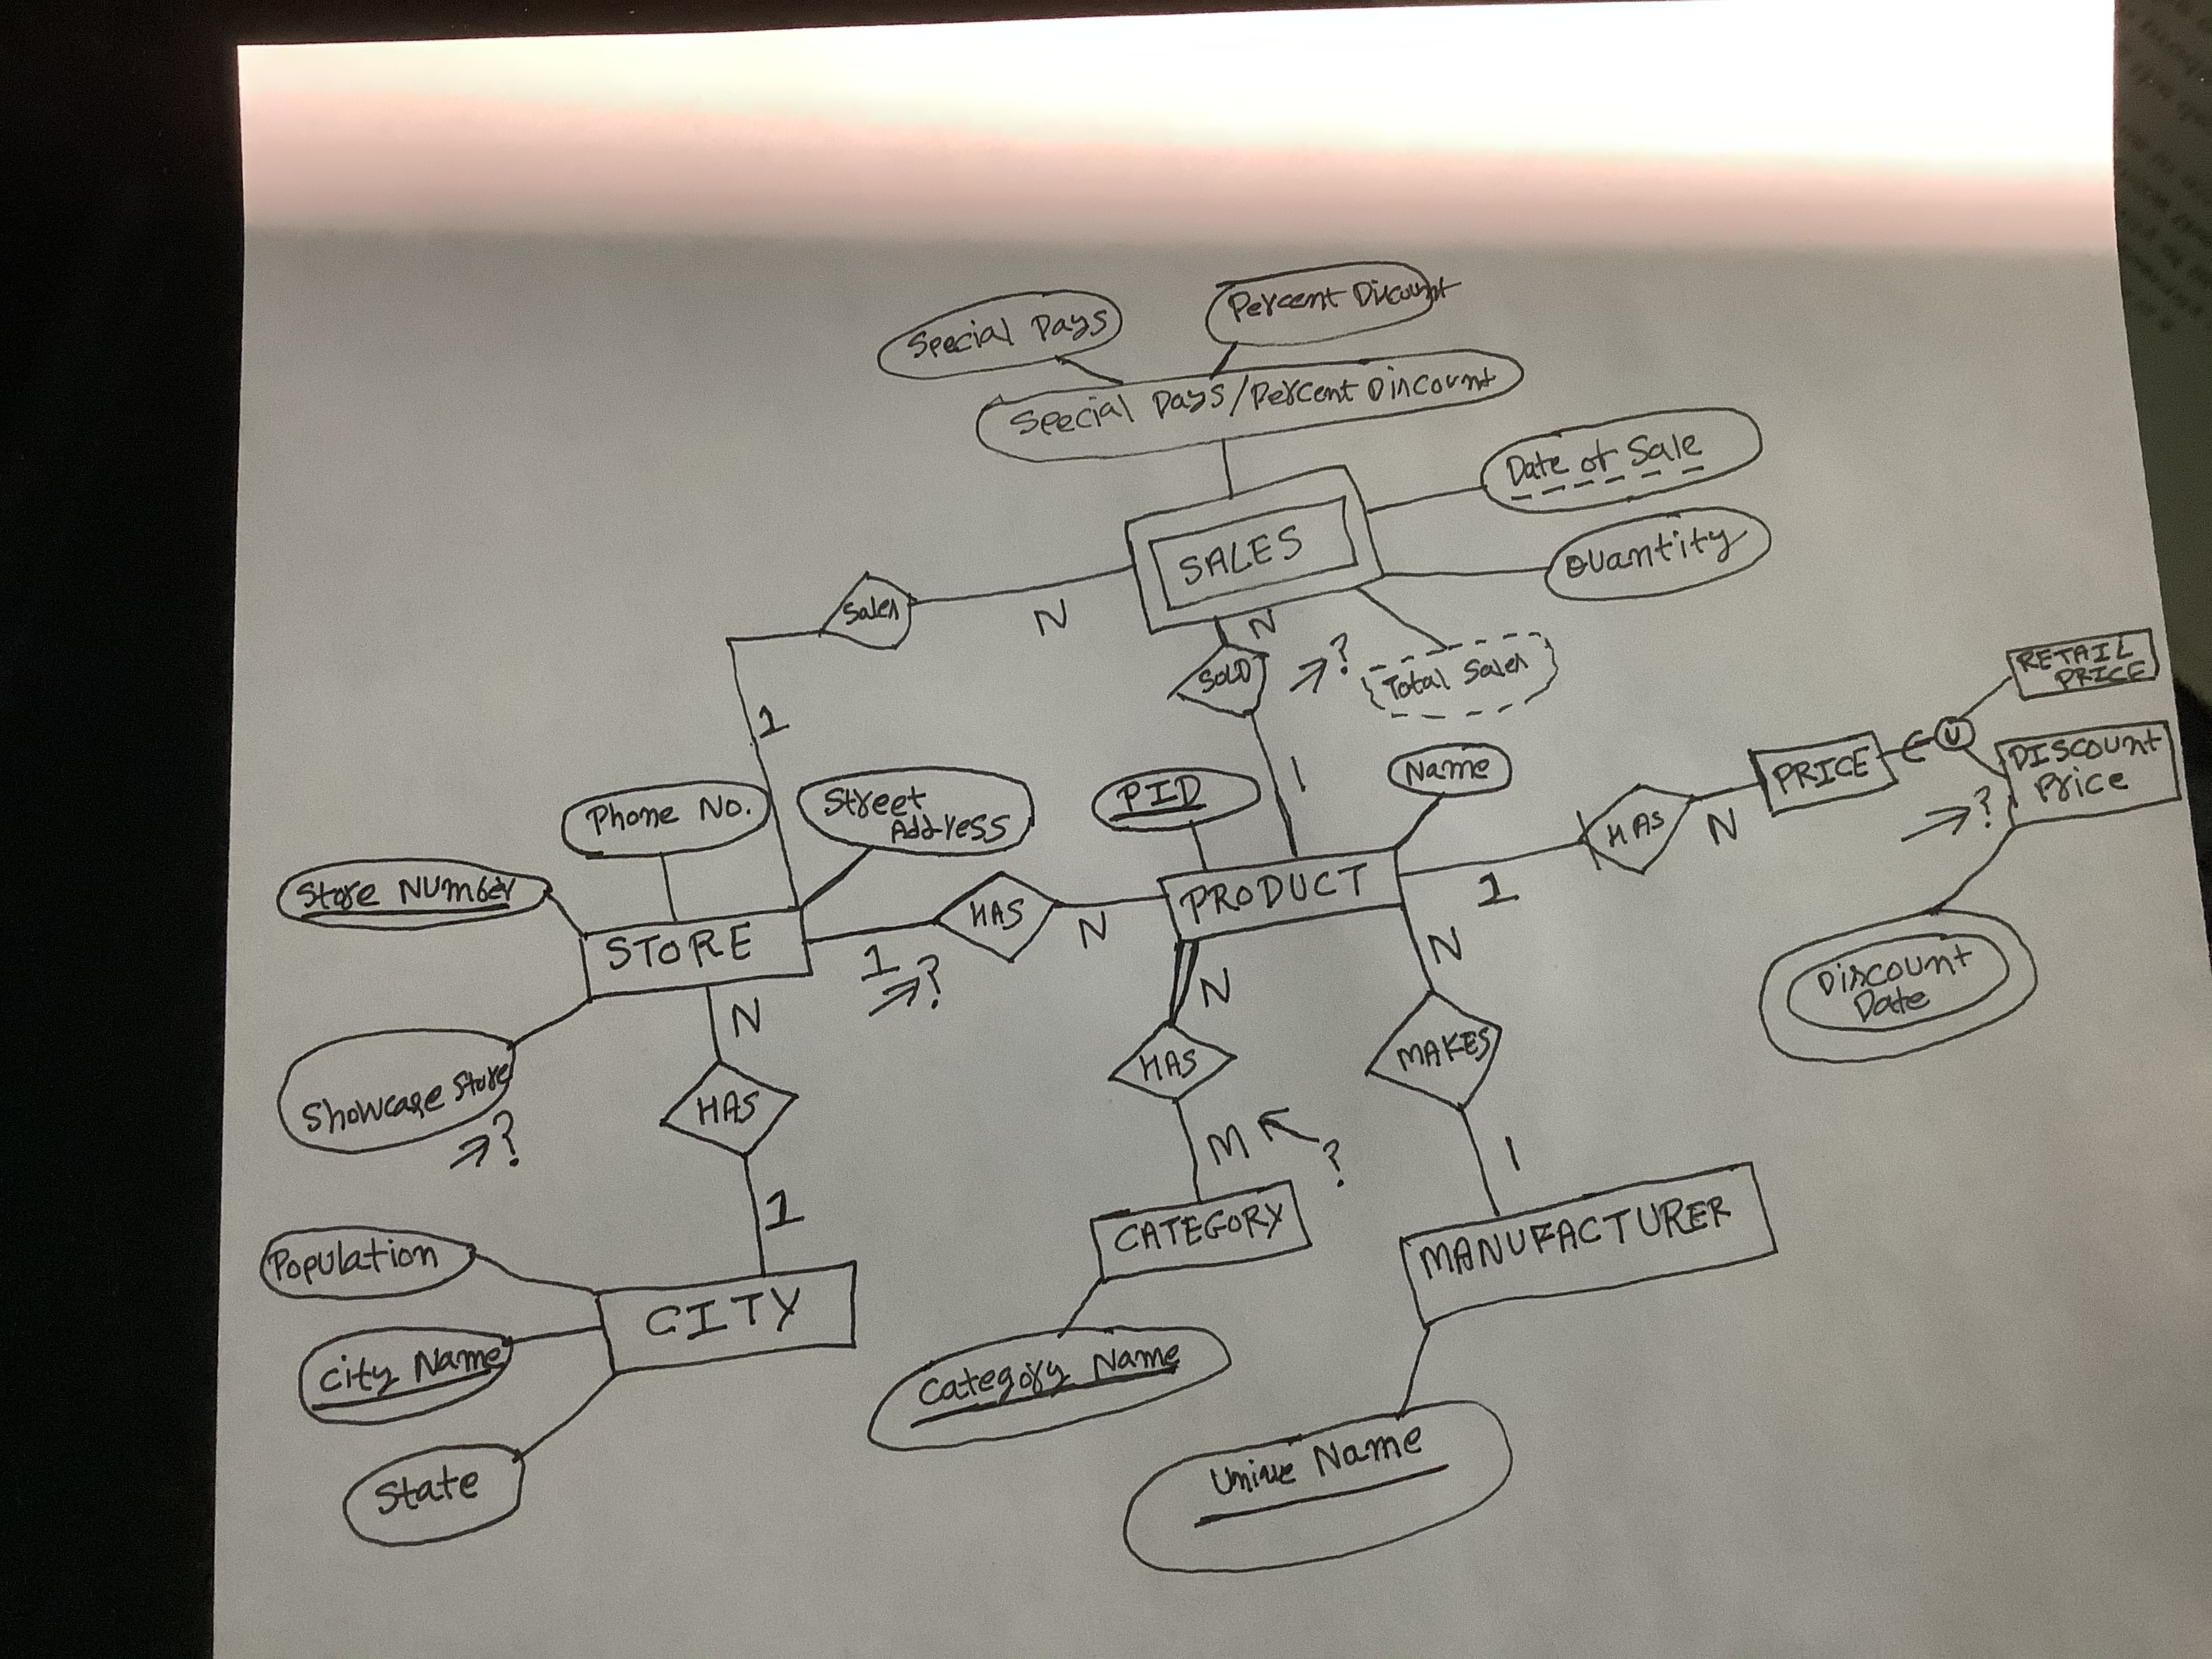 Special Days
Percent Discount
Special Days/Percent Discount
Date of Sale
SALES
Quantity
Sales
N
N
SOLD
→?
Total Sales
RETAIL
PRICE
1
U
PRICE
DISCOUNT
Price
→?
Phone No.
Street
Address
PID
1
Name
HAS
N
Store Number
STORE
1
→?
HAS
N
PRODUCT
1
N
N
N
Discount
Date
Showcase Store
→?
HAS
HAS
MAKES
M
←
?
1
1
Population
CITY
CATEGORY
MANUFACTURER
City Name
Category Name
State
Unique Name